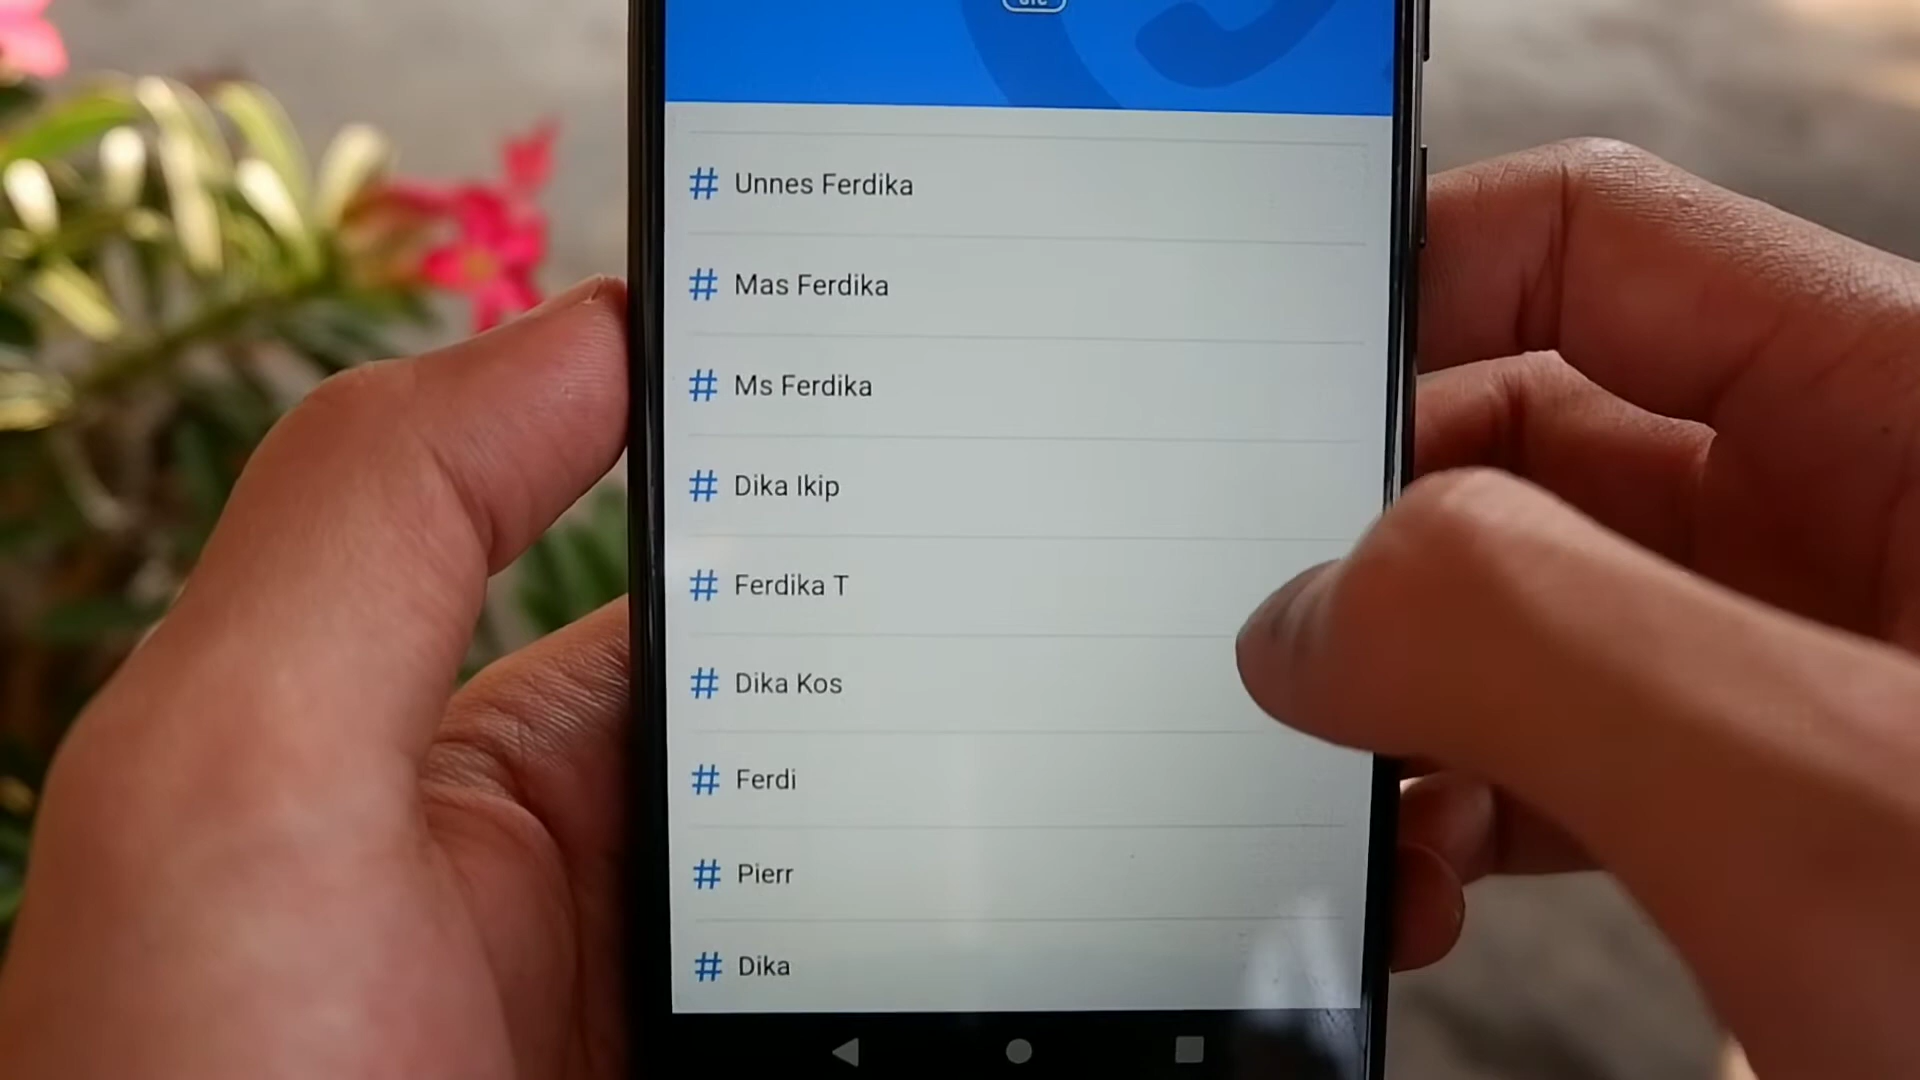 # Unnes Ferdika
# Mas Ferdika
# Ms Ferdika
# Dika Ikip
# Ferdika T
# Dika Kos
# Ferdi
# Pierr
# Dika